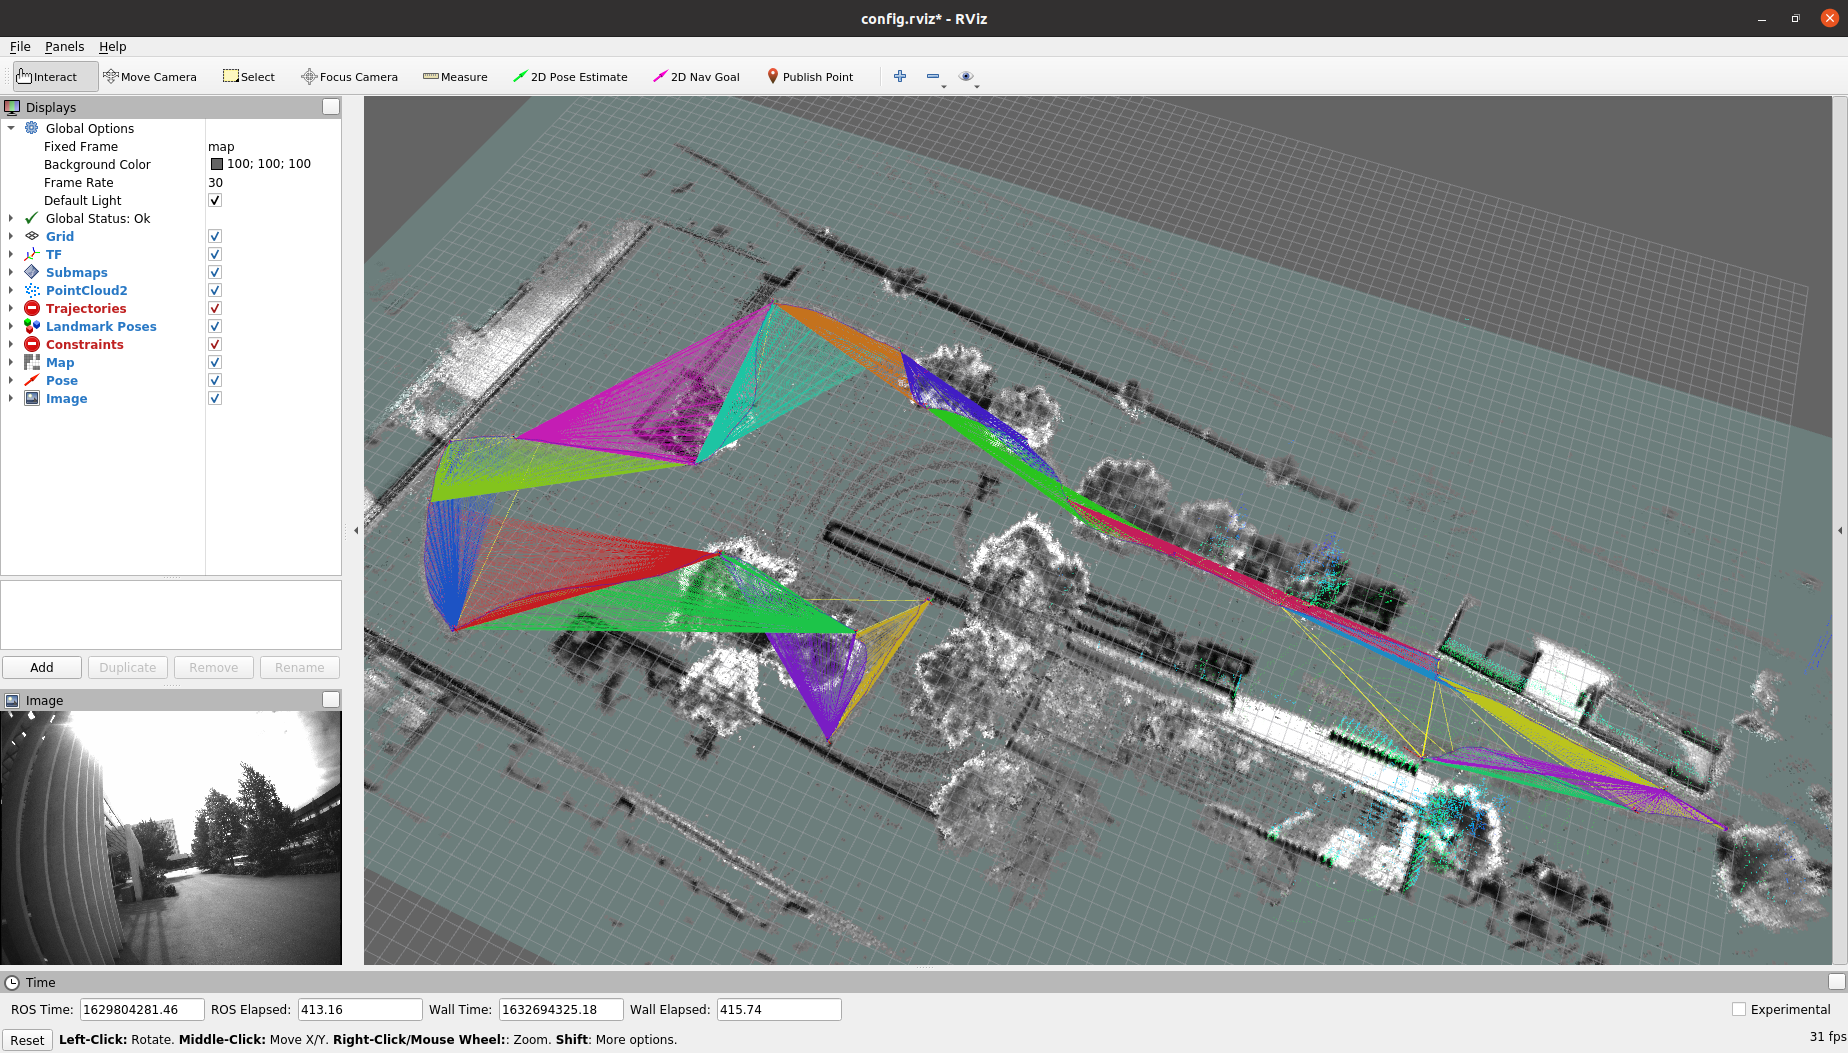 config.rviz* - RViz
File Panels Help
Interact Move Camera Select Focus Camera Measure 2D Pose Estimate 2D Nav Goal Publish Point
Displays
Global Options
Fixed Frame map
Background Color 100; 100; 100
Frame Rate 30
Default Light
Global Status: Ok
Grid
TF
Submaps
PointCloud2
Trajectories
Landmark Poses
Constraints
Map
Pose
Image
Add Duplicate Remove Rename
Image
Time
ROS Time: 1629804281.46 ROS Elapsed: 413.16 Wall Time: 1632694325.18 Wall Elapsed: 415.74 Experimental
Reset Left-Click: Rotate. Middle-Click: Move X/Y. Right-Click/Mouse Wheel:: Zoom. Shift: More options. 31 fps